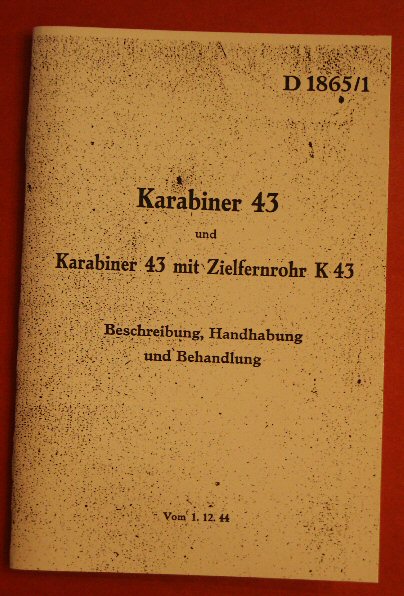 D 1865/1
Karabiner 43
und
Karabiner 43 mit Zielfernrohr K 43
Beschreibung, Handhabung
und Behandlung
Vom 1. 12. 44